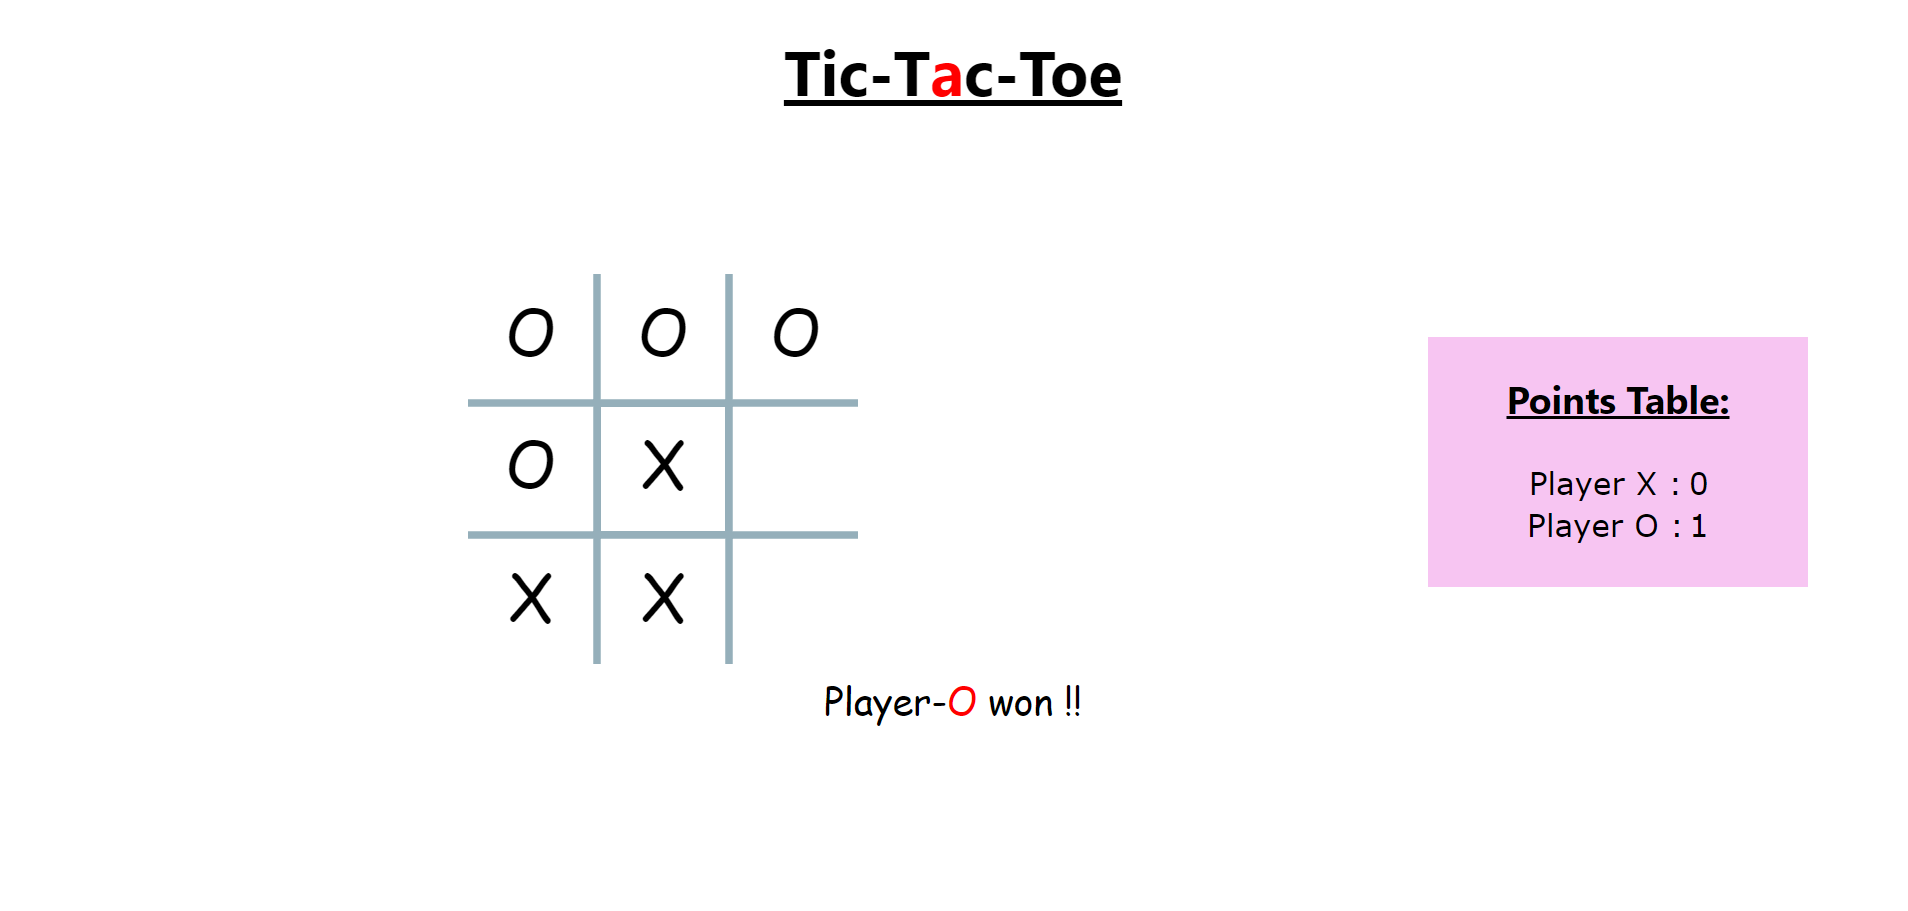 Tic-Tac-Toe
O O O
O X
X X
Points Table:
Player X : 0
Player O : 1
Player-O won !!